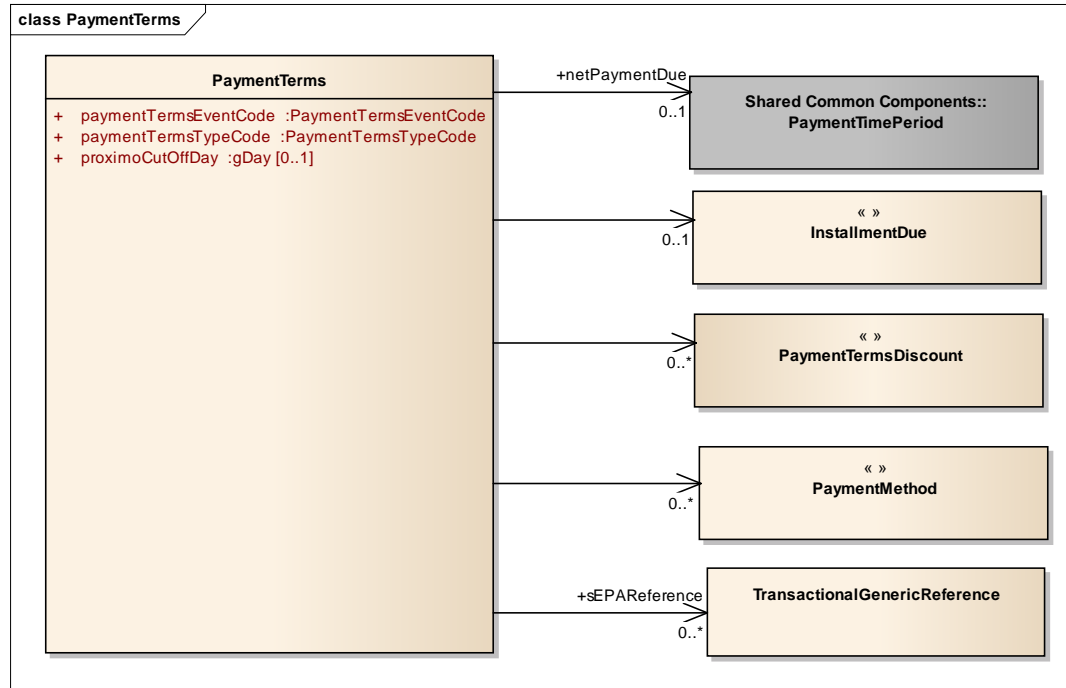 class PaymentTerms
PaymentTerms
+ paymentTermsEventCode :PaymentTermsEventCode
+ paymentTermsTypeCode :PaymentTermsTypeCode
+ proximoCutOffDay :gDay [0..1]
+netPaymentDue
0..1
Shared Common Components::
PaymentTimePeriod
0..1
« »
InstallmentDue
0..*
« »
PaymentTermsDiscount
0..*
« »
PaymentMethod
+sEPAReference
0..*
TransactionalGenericReference